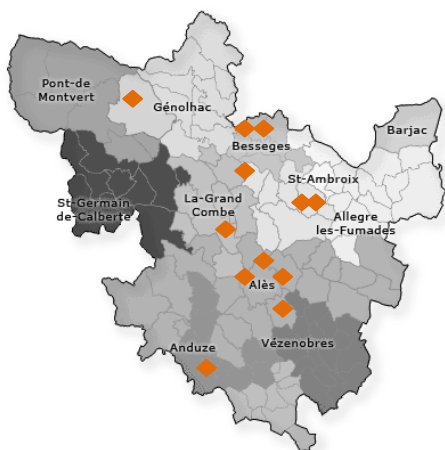 Pont-de
Montvert
Génolhac
Barjac
Besseges
St-Ambroix
St-Germain
de-Calberte
La-Grand
Combe
Allegre
les-Fumades
Alès
Anduze
Vézenobres